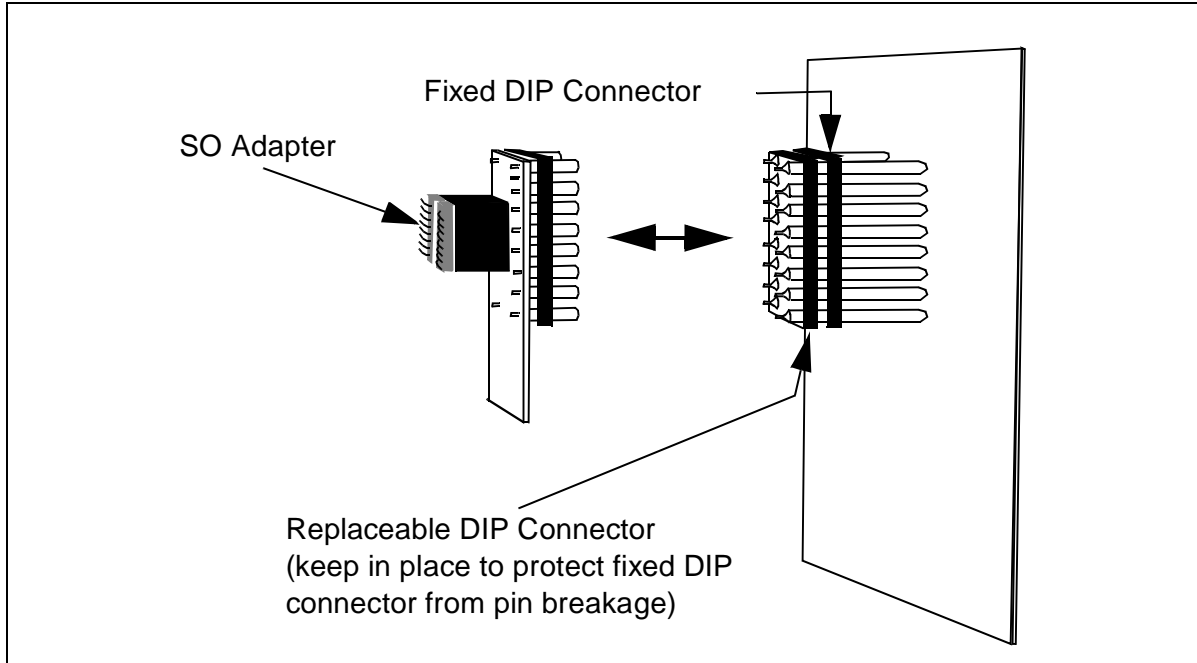 Fixed DIP Connector
SO Adapter
Replaceable DIP Connector
(keep in place to protect fixed DIP
connector from pin breakage)